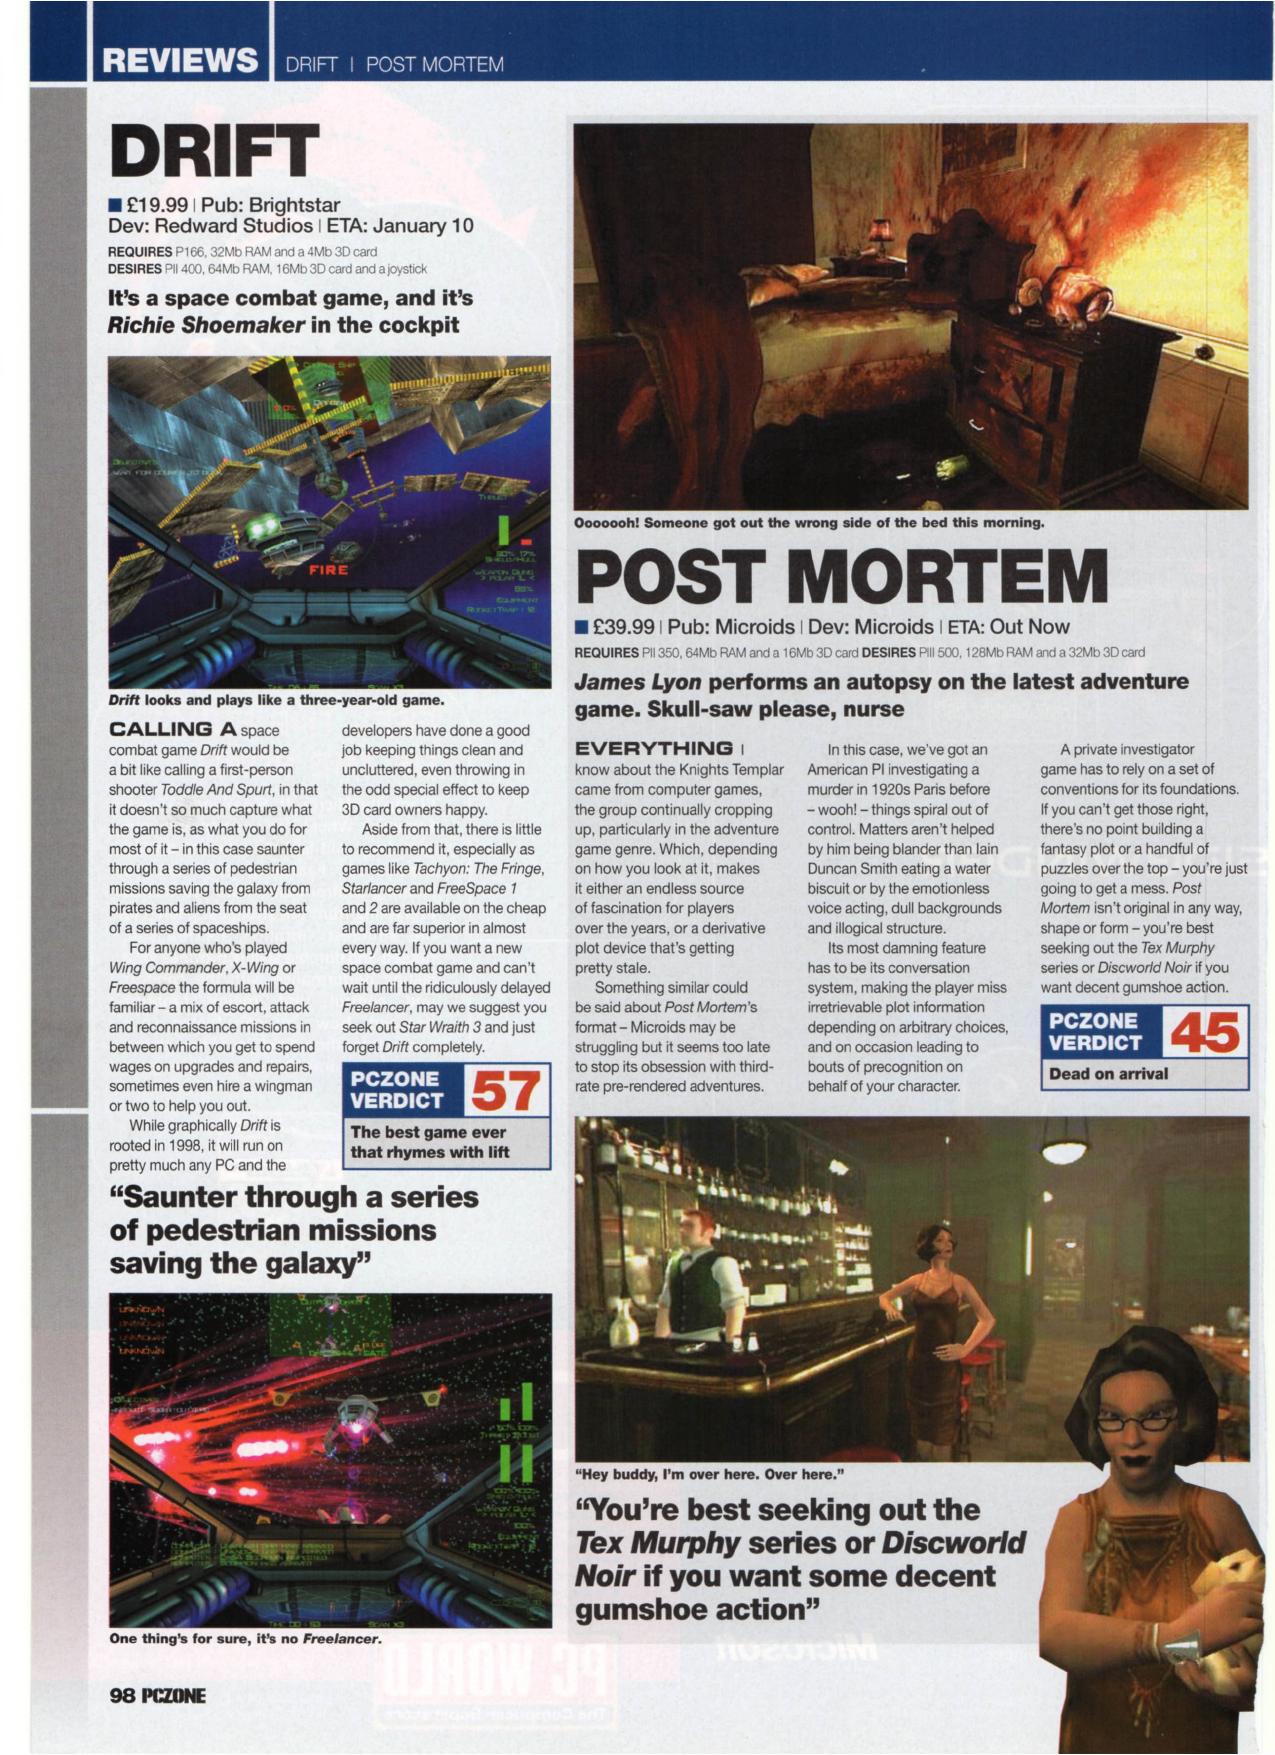 REVIEWS
DRIFT | POST MORTEM
DRIFT
£19.99 | Pub: Brightstar
Dev: Redward Studios | ETA: January 10
REQUIRES P166, 32Mb RAM and a 4Mb 3D card
DESIRES PII 400, 64Mb RAM, 16Mb 3D card and a joystick
It's a space combat game, and it's
Richie Shoemaker in the cockpit
FIRE
Drift looks and plays like a three-year-old game.
CALLING A space
combat game Drift would be
a bit like calling a first-person
shooter Toddle And Spurt, in that
it doesn't so much capture what
the game is, as what you do for
most of it – in this case saunter
through a series of pedestrian
missions saving the galaxy from
pirates and aliens from the seat
of a series of spaceships.
For anyone who's played
Wing Commander, X-Wing or
Freespace the formula will be
familiar – a mix of escort, attack
and reconnaissance missions in
between which you get to spend
wages on upgrades and repairs,
sometimes even hire a wingman
or two to help you out.
While graphically Drift is
rooted in 1998, it will run on
pretty much any PC and the
developers have done a good
job keeping things clean and
uncluttered, even throwing in
the odd special effect to keep
3D card owners happy.
Aside from that, there is little
to recommend it, especially as
games like Tachyon: The Fringe,
Starlancer and FreeSpace 1
and 2 are available on the cheap
and are far superior in almost
every way. If you want a new
space combat game and can't
wait until the ridiculously delayed
Freelancer, may we suggest you
seek out Star Wraith 3 and just
forget Drift completely.
PCZONE
VERDICT
57
The best game ever
that rhymes with lift
"Saunter through a series
of pedestrian missions
saving the galaxy"
UNKNOWN
UNKNOWN
UNKNOWN
UNKNOWN
One thing's for sure, it's no Freelancer.
Ooooooh! Someone got out the wrong side of the bed this morning.
POST MORTEM
£39.99 | Pub: Microids | Dev: Microids | ETA: Out Now
REQUIRES PII 350, 64Mb RAM and a 16Mb 3D card DESIRES PIII 500, 128Mb RAM and a 32Mb 3D card
James Lyon performs an autopsy on the latest adventure
game. Skull-saw please, nurse
EVERYTHING I
know about the Knights Templar
came from computer games,
the group continually cropping
up, particularly in the adventure
game genre. Which, depending
on how you look at it, makes
it either an endless source
of fascination for players
over the years, or a derivative
plot device that's getting
pretty stale.
Something similar could
be said about Post Mortem's
format – Microids may be
struggling but it seems too late
to stop its obsession with third-
rate pre-rendered adventures.
In this case, we've got an
American PI investigating a
murder in 1920s Paris before
– wooh! – things spiral out of
control. Matters aren't helped
by him being blander than Iain
Duncan Smith eating a water
biscuit or by the emotionless
voice acting, dull backgrounds
and illogical structure.
Its most damning feature
has to be its conversation
system, making the player miss
irretrievable plot information
depending on arbitrary choices,
and on occasion leading to
bouts of precognition on
behalf of your character.
A private investigator
game has to rely on a set of
conventions for its foundations.
If you can't get those right,
there's no point building a
fantasy plot or a handful of
puzzles over the top – you're just
going to get a mess. Post
Mortem isn't original in any way,
shape or form – you're best
seeking out the Tex Murphy
series or Discworld Noir if you
want decent gumshoe action.
PCZONE
VERDICT
45
Dead on arrival
"Hey buddy, I'm over here. Over here."
"You're best seeking out the
Tex Murphy series or Discworld
Noir if you want some decent
gumshoe action"
98 PCZONE